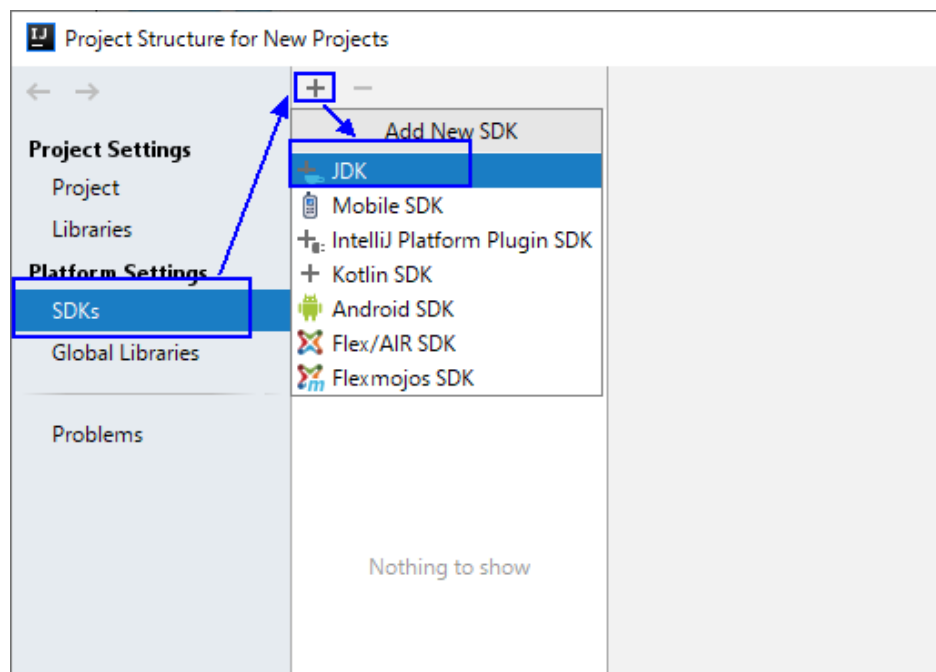 IJ Project Structure for New Projects
Project Settings
Project
Libraries
Platform Settings
SDKs
Global Libraries
Problems
Add New SDK
JDK
Mobile SDK
IntelliJ Platform Plugin SDK
Kotlin SDK
Android SDK
Flex/AIR SDK
m Flexmojos SDK
Nothing to show